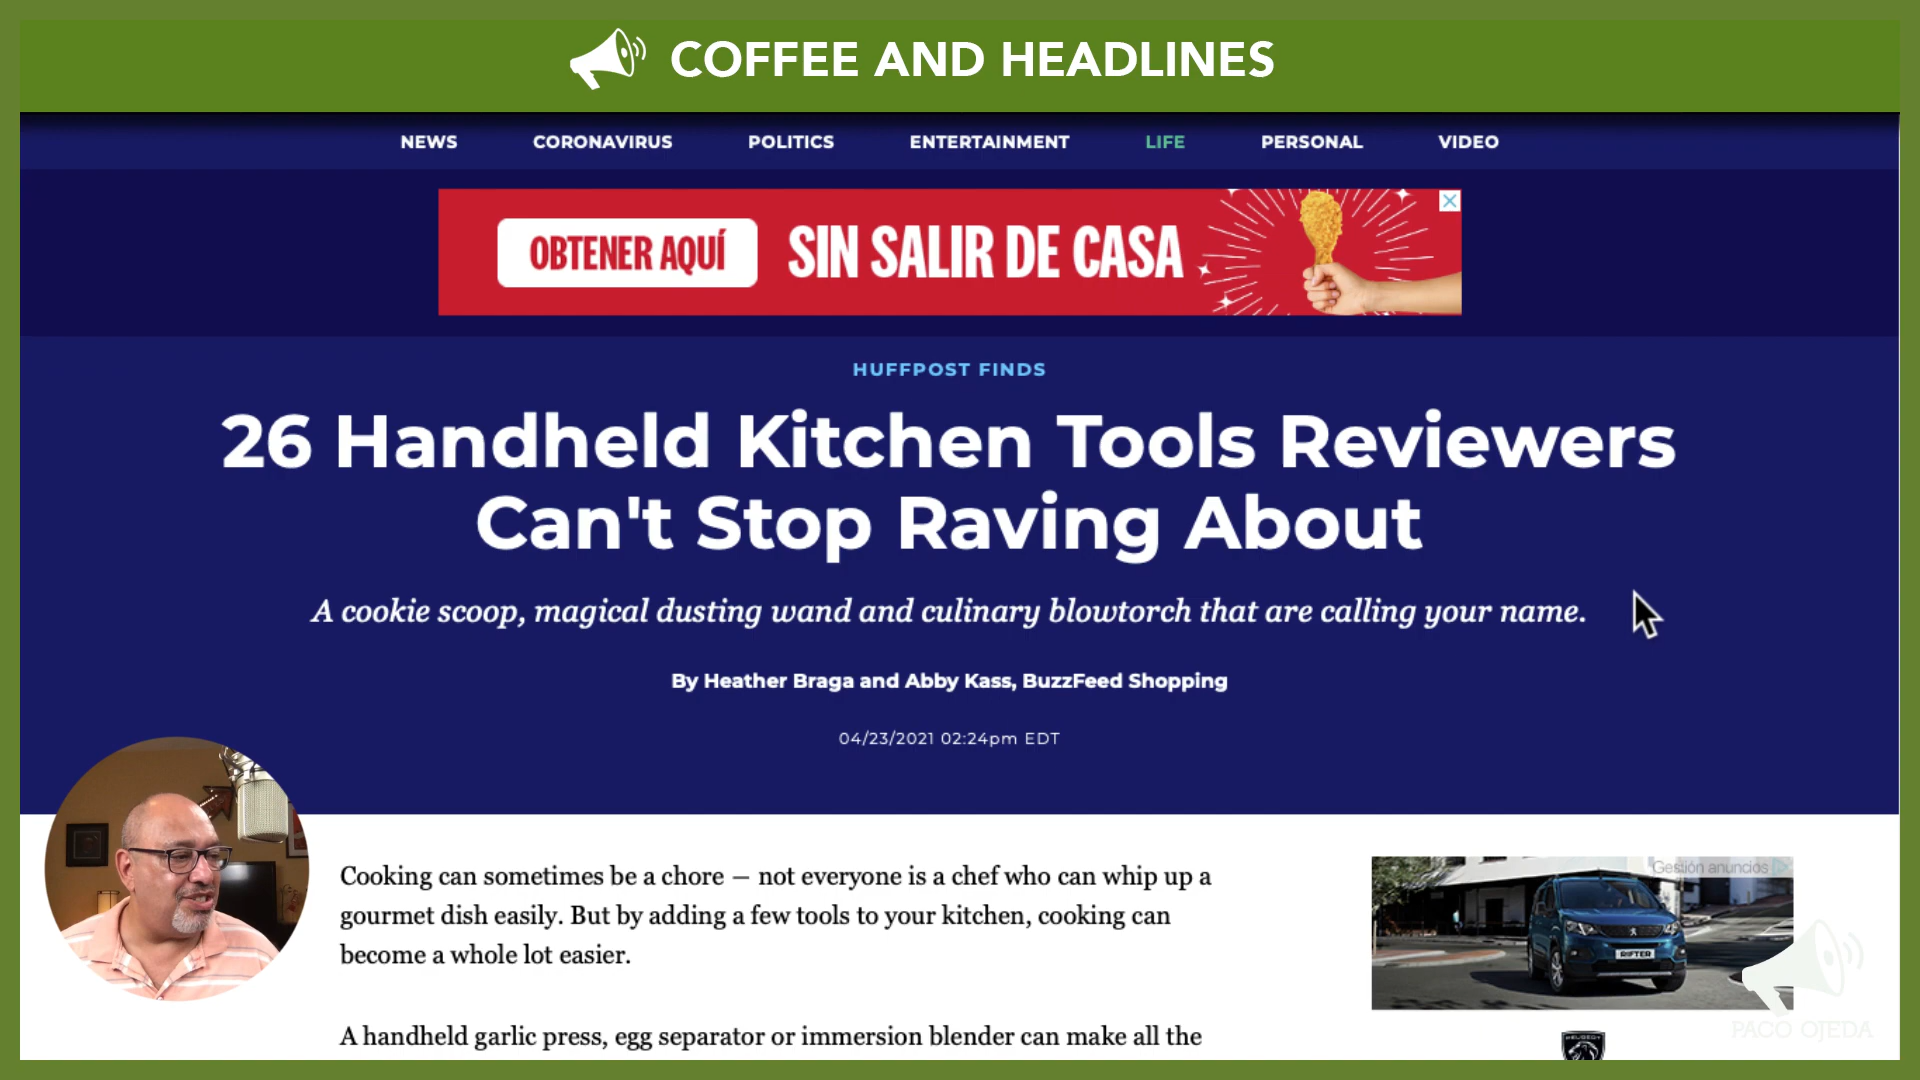 COFFEE AND HEADLINES
NEWS CORONAVIRUS POLITICS ENTERTAINMENT LIFE PERSONAL VIDEO
OBTENER AQUÍ SIN SALIR DE CASA
HUFFPOST FINDS
26 Handheld Kitchen Tools Reviewers
Can't Stop Raving About
A cookie scoop, magical dusting wand and culinary blowtorch that are calling your name.
By Heather Braga and Abby Kass, BuzzFeed Shopping
04/23/2021 02:24pm EDT
Cooking can sometimes be a chore — not everyone is a chef who can whip up a
gourmet dish easily. But by adding a few tools to your kitchen, cooking can
become a whole lot easier.
A handheld garlic press, egg separator or immersion blender can make all the
Gestión anuncios
RIFTER
PACO OJEDA
PEUGEOT